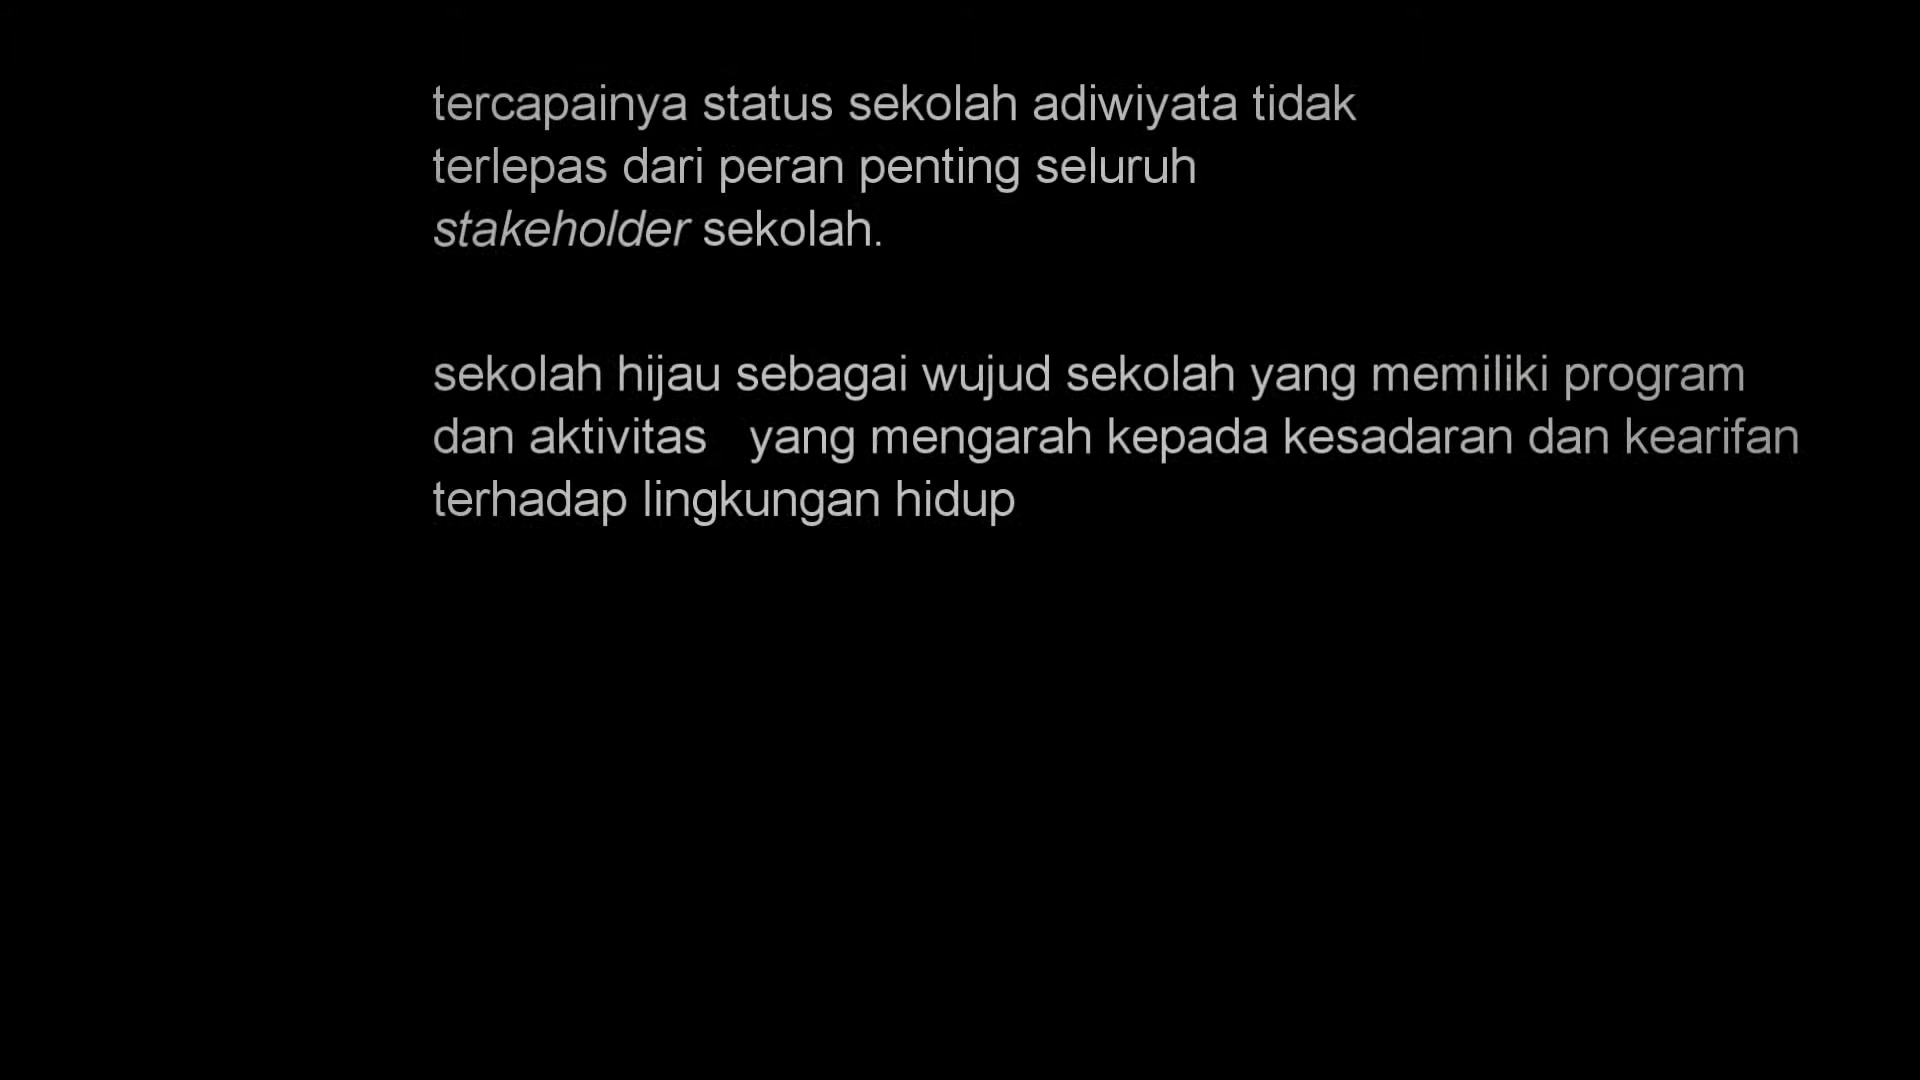 tercapainya status sekolah adiwiyata tidak
terlepas dari peran penting seluruh
stakeholder sekolah.
sekolah hijau sebagai wujud sekolah yang memiliki program
dan aktivitas   yang mengarah kepada kesadaran dan kearifan
terhadap lingkungan hidup